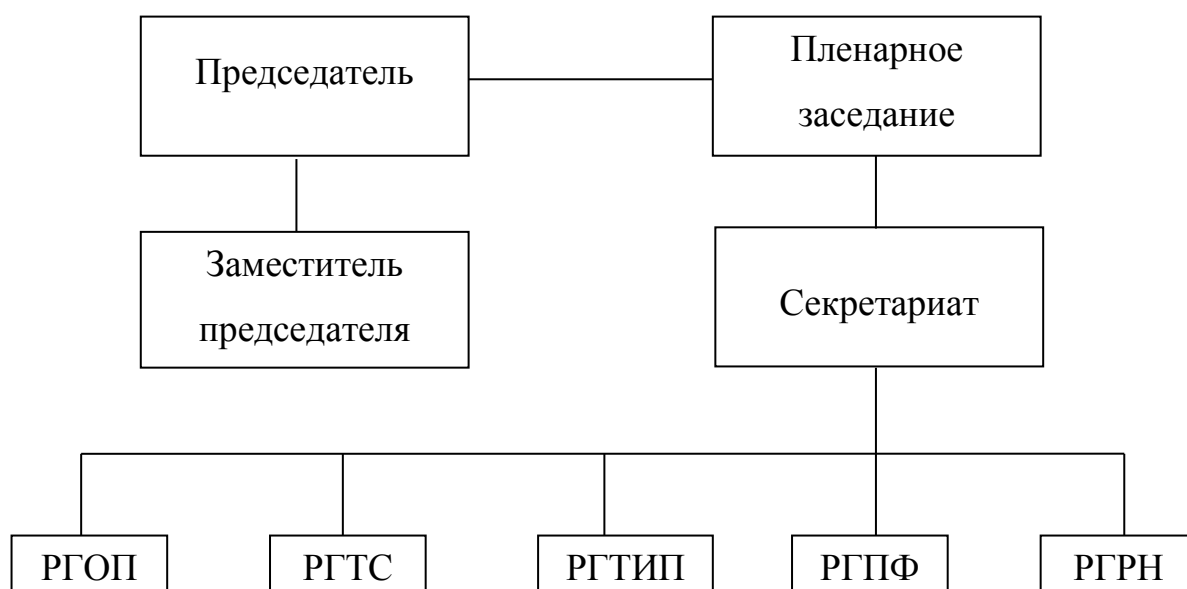 Председатель
Пленарное
заседание
Заместитель
председателя
Секретариат
РГОП
РГТС
РГТИП
РГПФ
РГРН